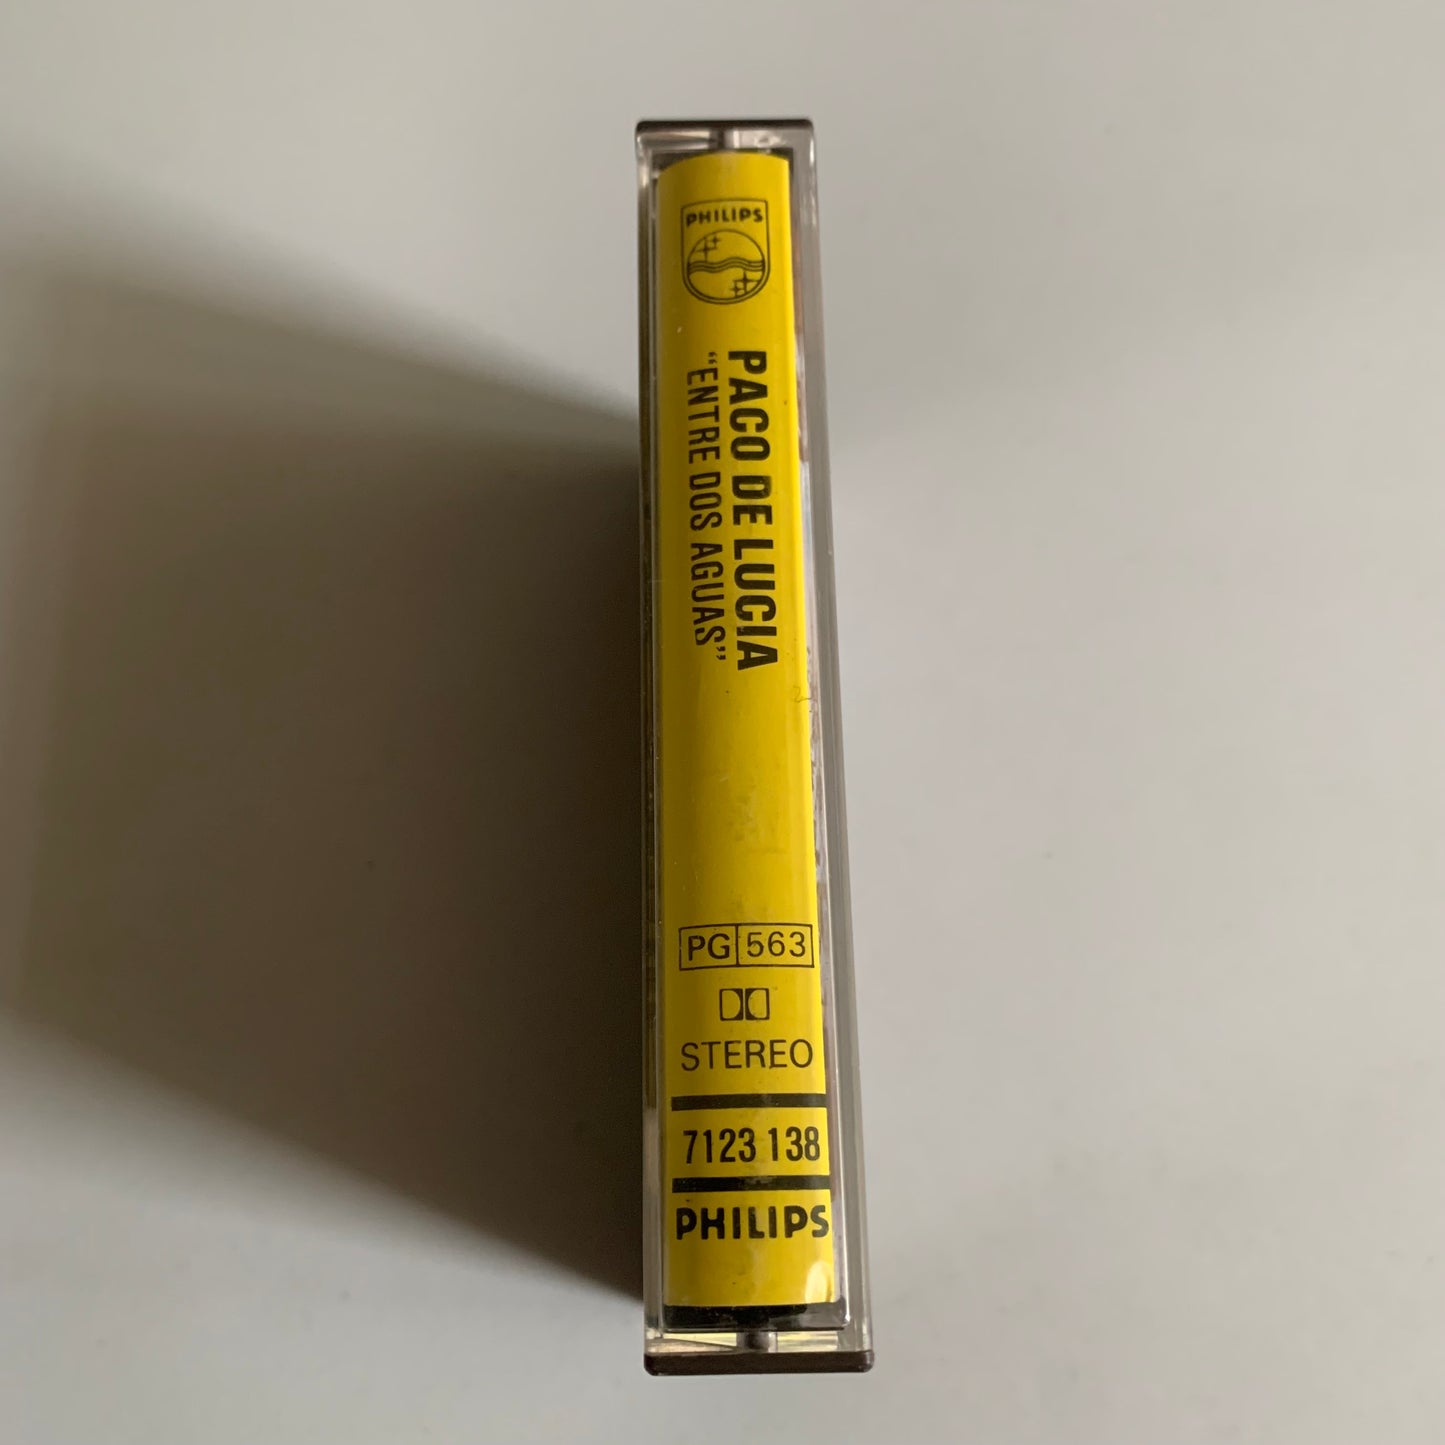 PHILIPS
PACO DE LUCIA
“ENTRE DOS AGUAS”
PG 563
STEREO
7123 138
PHILIPS